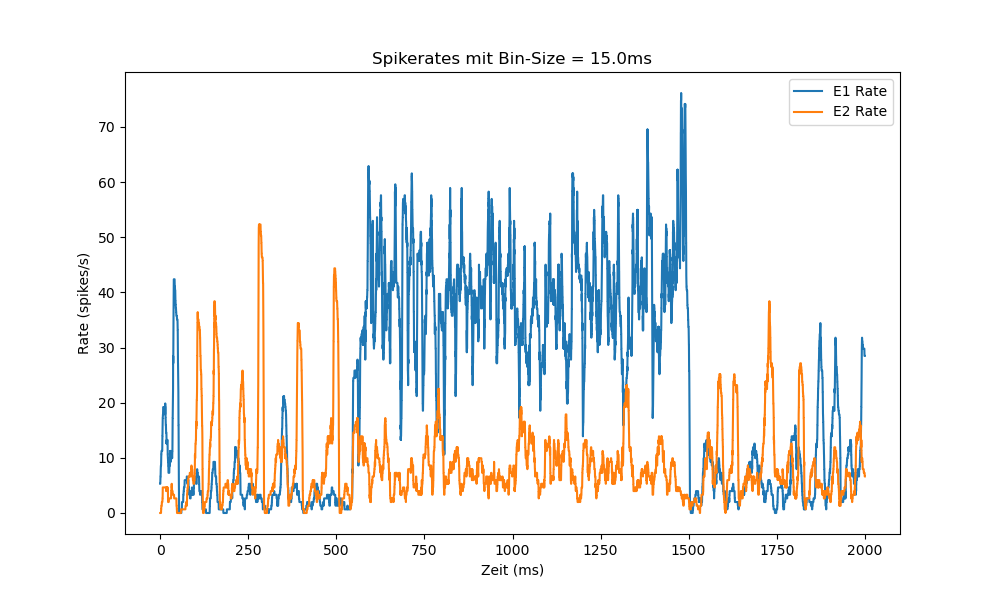 Spikerates mit Bin-Size = 15.0ms
E1 Rate
E2 Rate
Rate (spikes/s)
70
60
50
40
30
20
10
0
0 250 500 750 1000 1250 1500 1750 2000
Zeit (ms)